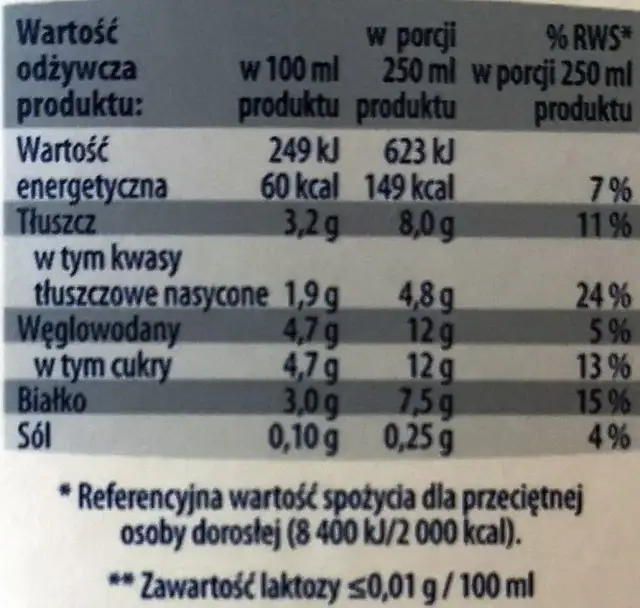 Wartość odżywcza produktu: w 100 ml produktu w porcji 250 ml produktu % RWS* w porcji 250 ml produktu
Wartość energetyczna 249 kJ 60 kcal 623 kJ 149 kcal 7 %
Tłuszcz 3,2 g 8,0 g 11 %
w tym kwasy tłuszczowe nasycone 1,9 g 4,8 g 24 %
Węglowodany 4,7 g 12 g 5 %
w tym cukry 4,7 g 12 g 13 %
Białko 3,0 g 7,5 g 15 %
Sól 0,10 g 0,25 g 4 %
* Referencyjna wartość spożycia dla przeciętnej
osoby dorosłej (8 400 kJ/2 000 kcal).
** Zawartość laktozy ≤0,01 g / 100 ml